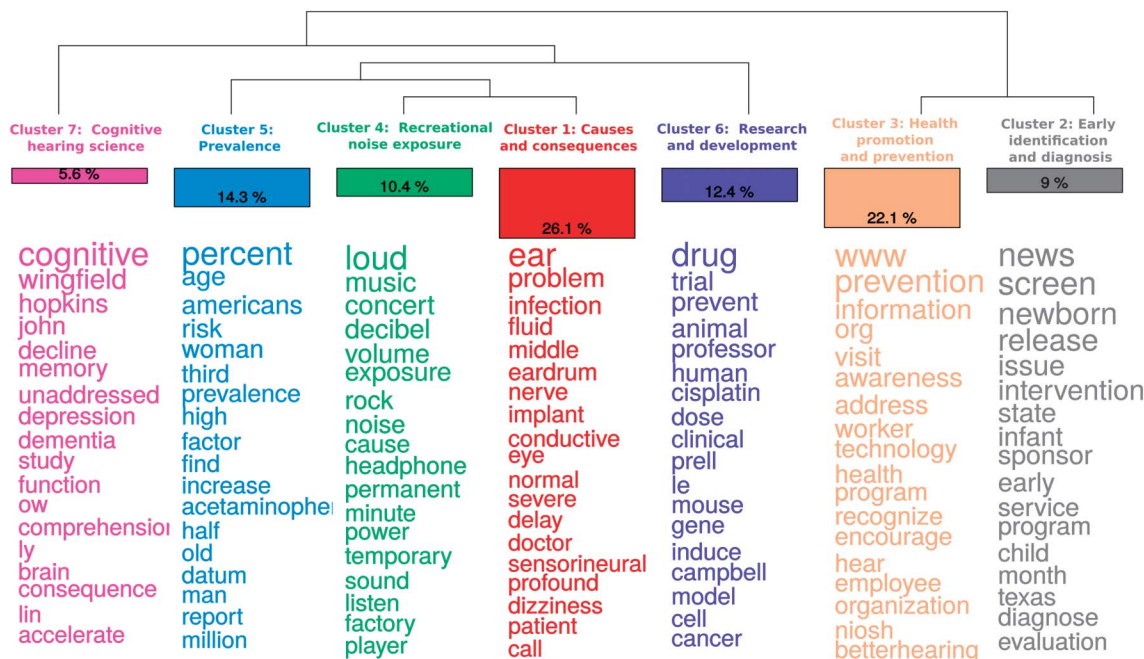 Cluster 7: Cognitive
hearing science
5.6 %
cognitive
wingfield
hopkins
john
decline
memory
unaddressed
depression
dementia
study
function
ow
comprehension
ly
brain
consequence
lin
accelerate
Cluster 5:
Prevalence
14.3 %
percent
age
americans
risk
woman
third
prevalence
high
factor
find
increase
acetaminophe
half
old
datum
man
report
million
Cluster 4: Recreational
noise exposure
10.4 %
loud
music
concert
decibel
volume
exposure
rock
noise
cause
headphone
permanent
minute
power
temporary
sound
listen
factory
player
Cluster 1: Causes
and consequences
26.1 %
ear
problem
infection
fluid
middle
eardrum
nerve
implant
conductive
eye
normal
severe
delay
doctor
sensorineural
profound
dizziness
patient
call
Cluster 6: Research
and development
12.4 %
drug
trial
prevent
animal
professor
human
cisplatin
dose
clinical
prell
le
mouse
gene
induce
campbell
model
cell
cancer
Cluster 3: Health
promotion
and prevention
22.1 %
www
prevention
information
org
visit
awareness
address
worker
technology
health
program
recognize
encourage
hear
employee
organization
niosh
betterhearing
Cluster 2: Early
identification
and diagnosis
9 %
news
screen
newborn
release
issue
intervention
state
infant
sponsor
early
service
program
child
month
texas
diagnose
evaluation